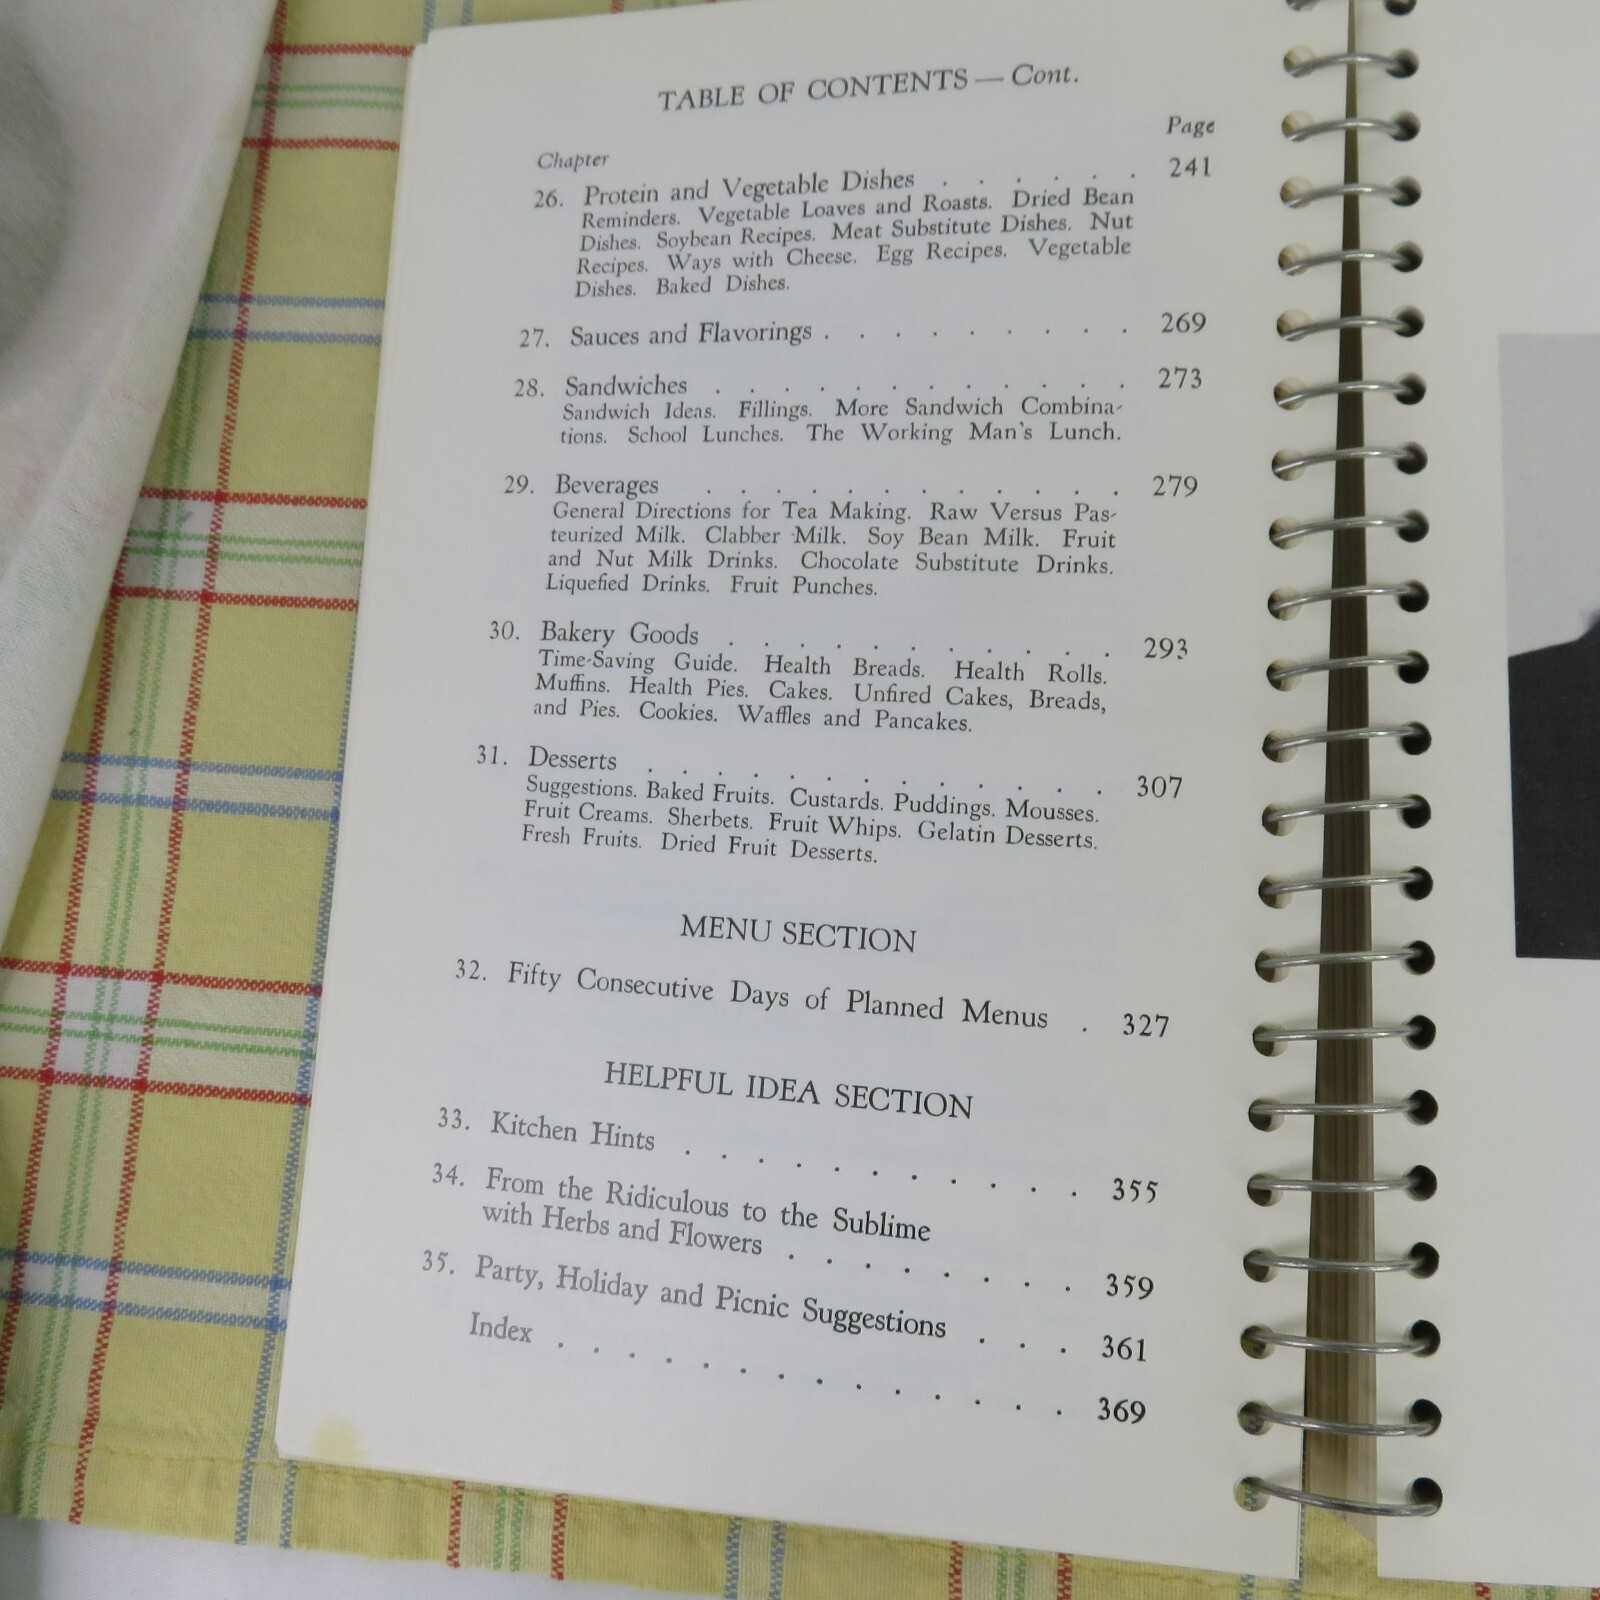 TABLE OF CONTENTS — Cont.
Page
Chapter
26. Protein and Vegetable Dishes . . . . . . 241
Reminders. Vegetable Loaves and Roasts. Dried Bean
Dishes. Soybean Recipes. Meat Substitute Dishes. Nut
Recipes. Ways with Cheese. Egg Recipes. Vegetable
Dishes. Baked Dishes.
27. Sauces and Flavorings . . . . . . . . . 269
28. Sandwiches . . . . . . . . . . . . 273
Sandwich Ideas. Fillings. More Sandwich Combina-
tions. School Lunches. The Working Man's Lunch.
29. Beverages . . . . . . . . . . . . 279
General Directions for Tea Making. Raw Versus Pas-
teurized Milk. Clabber Milk. Soy Bean Milk. Fruit
and Nut Milk Drinks. Chocolate Substitute Drinks.
Liquefied Drinks. Fruit Punches.
30. Bakery Goods . . . . . . . . . . . 293
Time-Saving Guide. Health Breads. Health Rolls.
Muffins. Health Pies. Cakes. Unfired Cakes, Breads,
and Pies. Cookies. Waffles and Pancakes.
31. Desserts . . . . . . . . . . . . . 307
Suggestions. Baked Fruits. Custards. Puddings. Mousses.
Fruit Creams. Sherbets. Fruit Whips. Gelatin Desserts.
Fresh Fruits. Dried Fruit Desserts.
MENU SECTION
32. Fifty Consecutive Days of Planned Menus . 327
HELPFUL IDEA SECTION
33. Kitchen Hints . . . . . . . . . . . 355
34. From the Ridiculous to the Sublime
with Herbs and Flowers . . . . . . . . 359
35. Party, Holiday and Picnic Suggestions . . . 361
Index . . . . . . . . . . . . . . 369